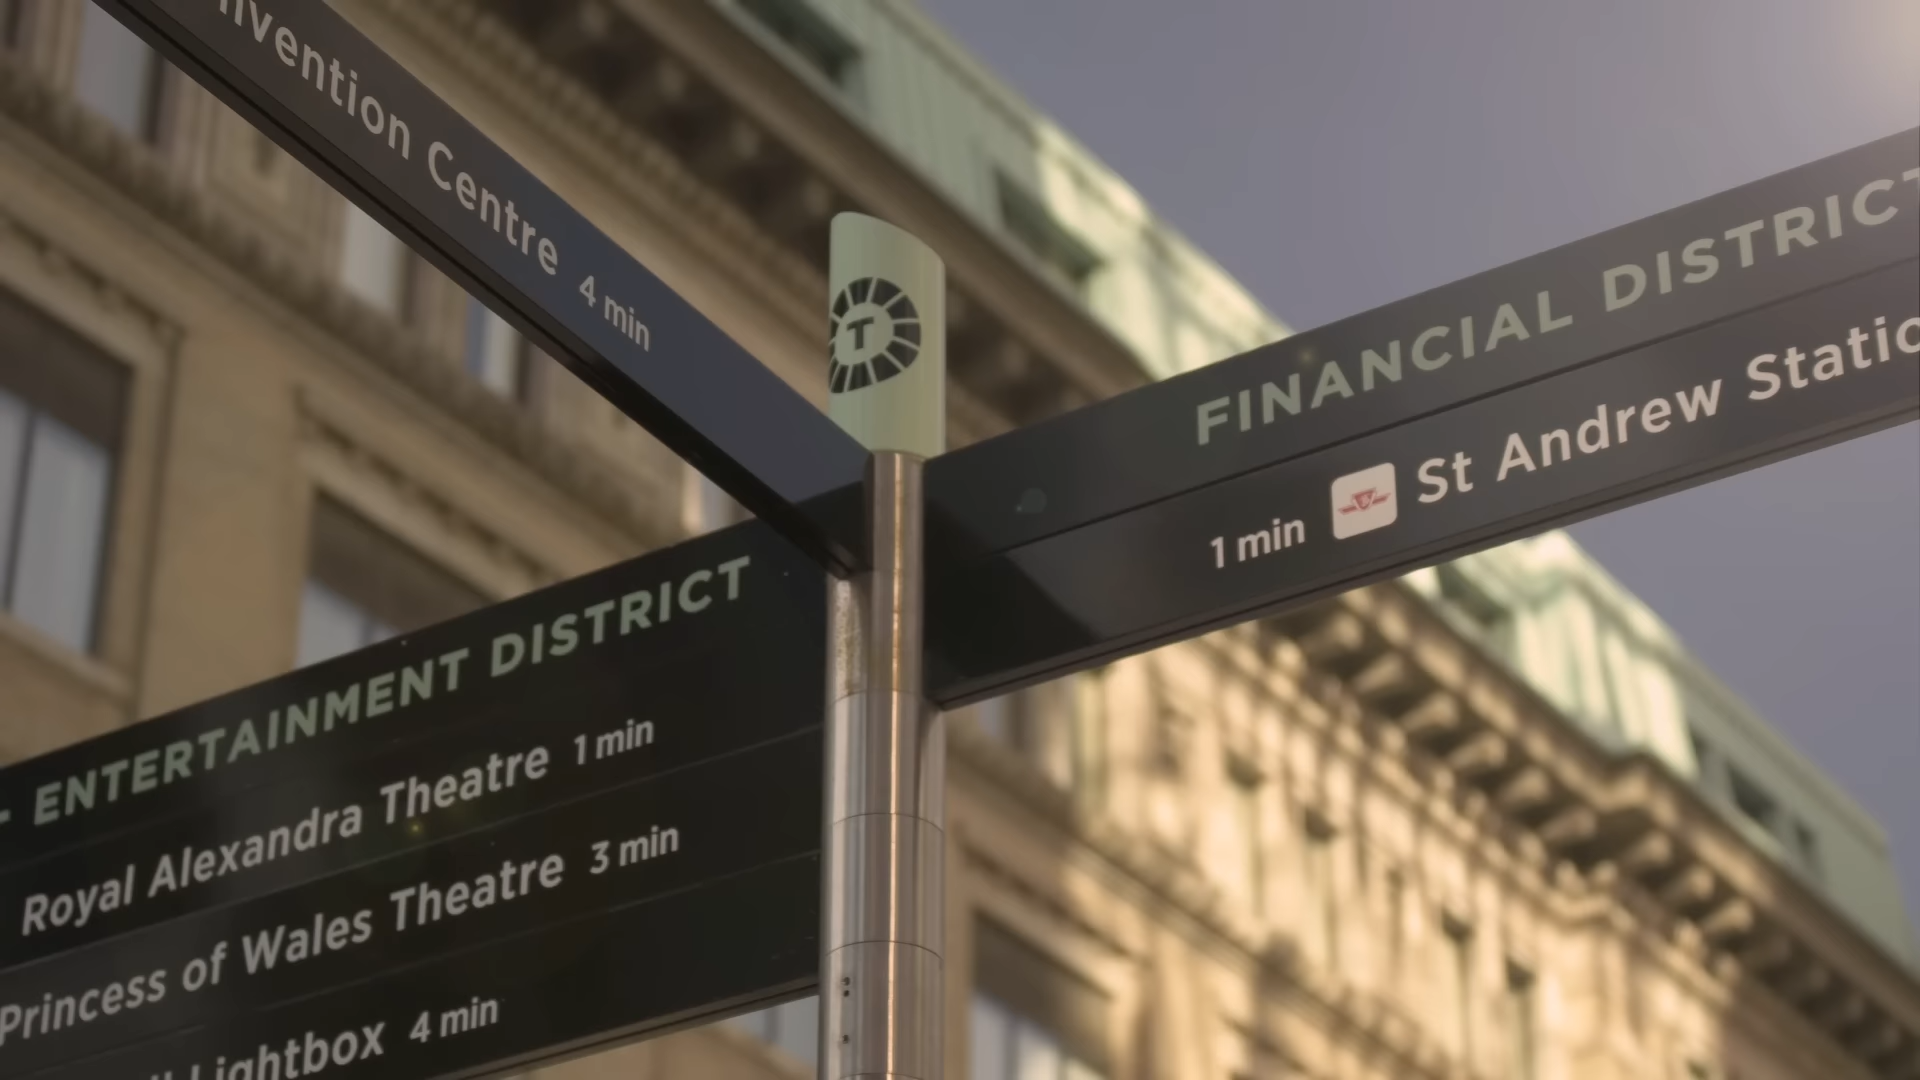 nvention Centre 4 min
T
FINANCIAL DISTRICT
1 min St Andrew Statio
ENTERTAINMENT DISTRICT
Royal Alexandra Theatre 1 min
Princess of Wales Theatre 3 min
Lightbox 4 min